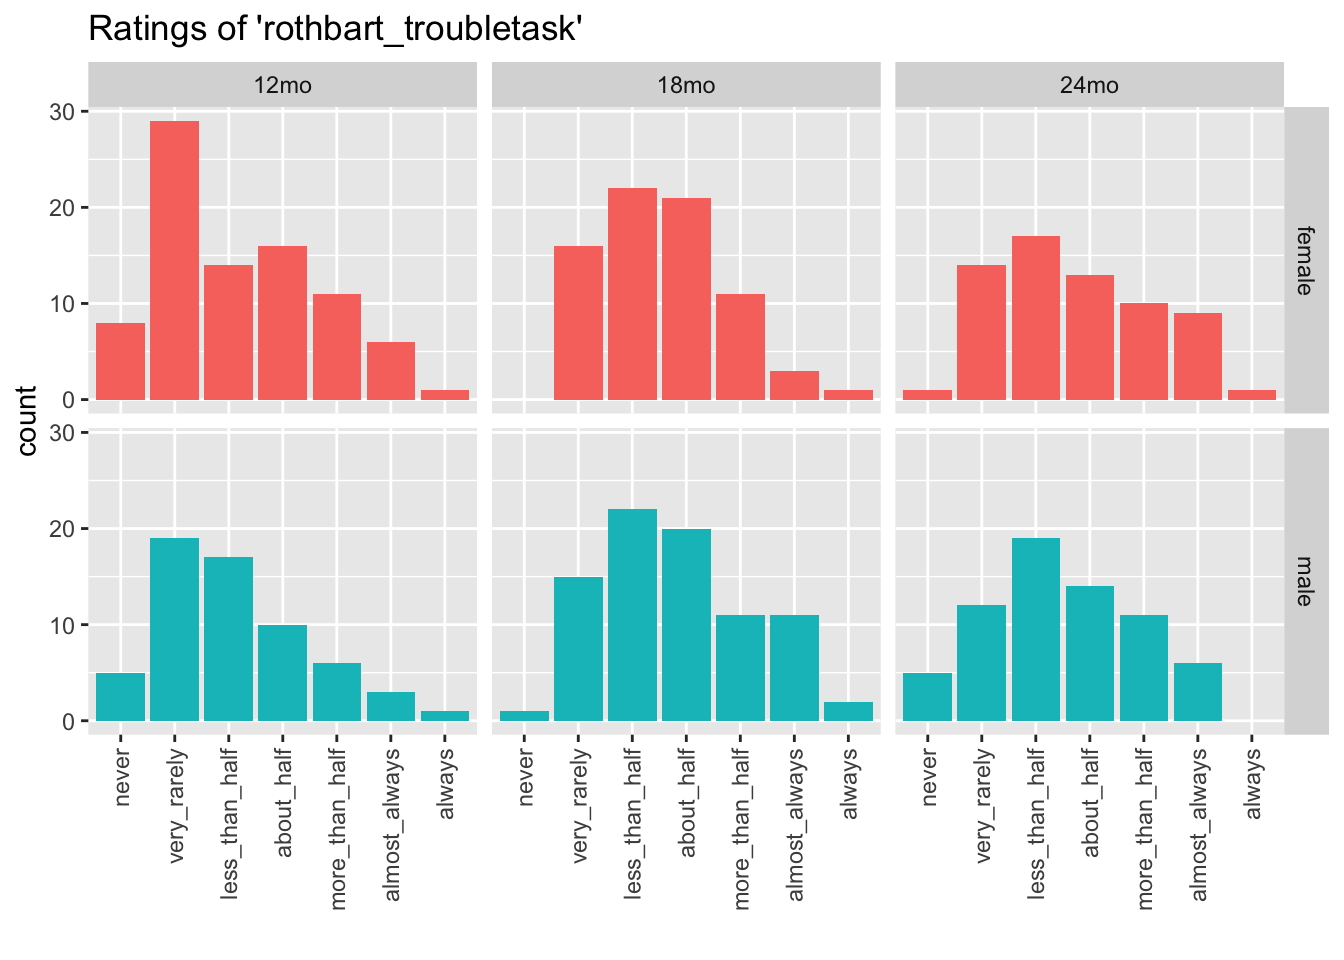 Ratings of 'rothbart_troubletask'
12mo 18mo 24mo
30
20
10
0
female
count
30
20
10
0
male
never very_rarely less_than_half about_half more_than_half almost_always always never very_rarely less_than_half about_half more_than_half almost_always always never very_rarely less_than_half about_half more_than_half almost_always always